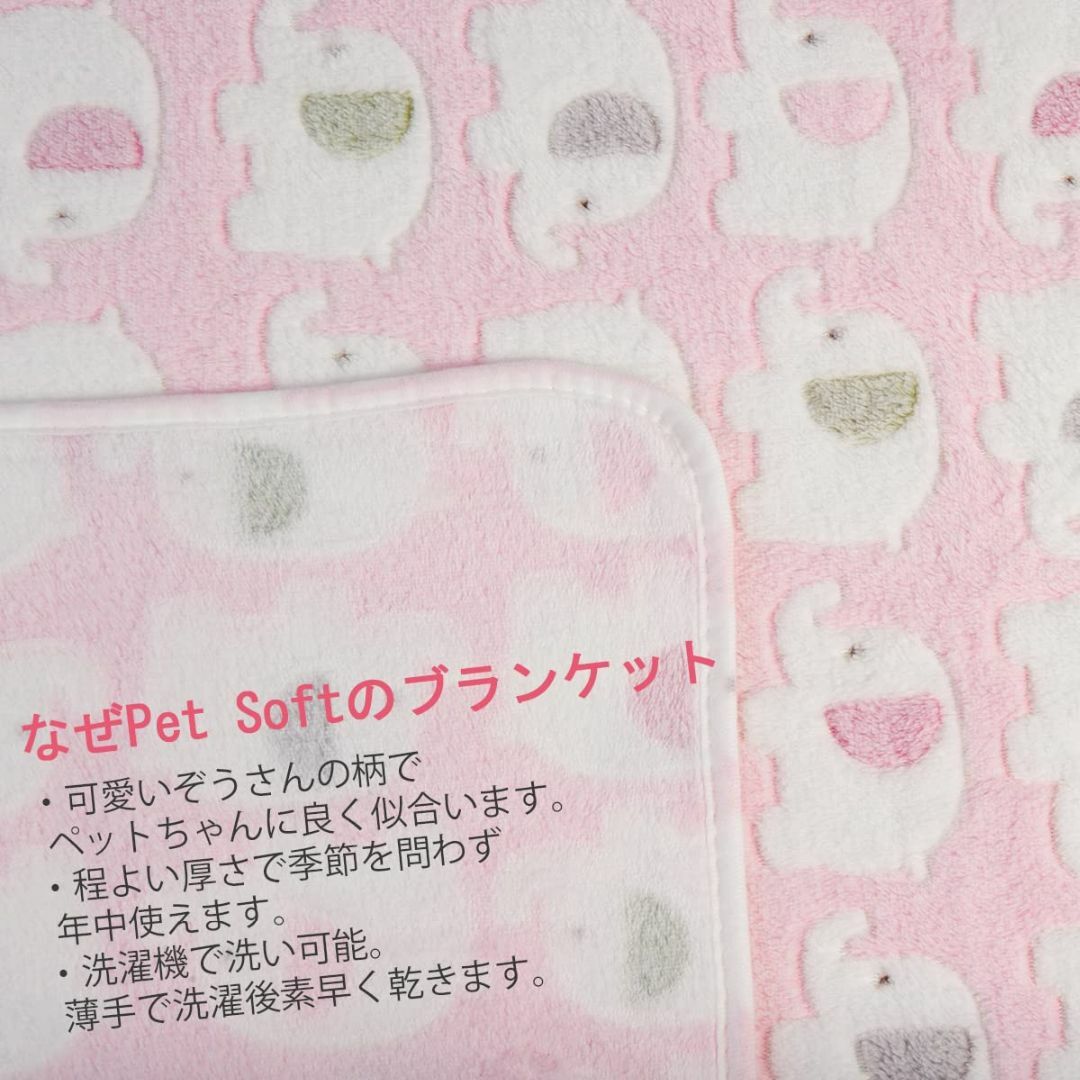 なぜPet Softのブランケット
・可愛いぞうさんの柄で
ペットちゃんに良く似合います。
・程よい厚さで季節を問わず
年中使えます。
・洗濯機で洗い可能。
薄手で洗濯後素早く乾きます。